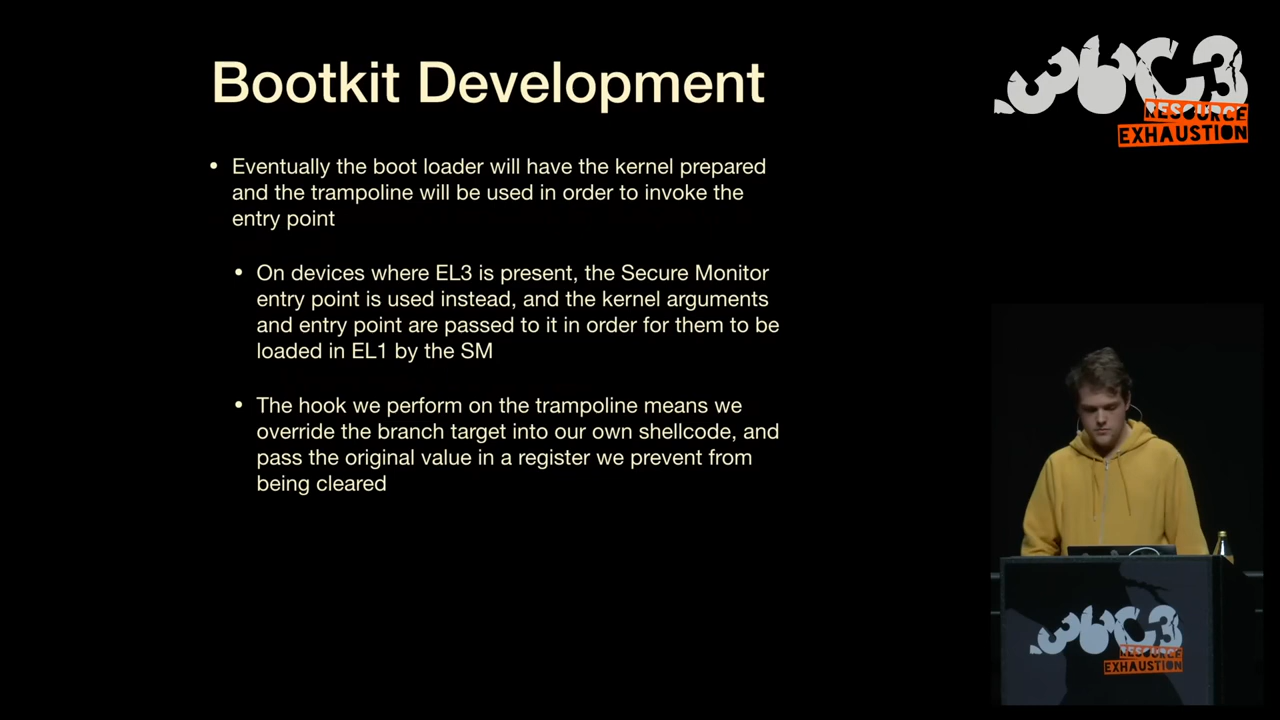 Bootkit Development
36C3
RESOURCE
EXHAUSTION
• Eventually the boot loader will have the kernel prepared
and the trampoline will be used in order to invoke the
entry point
• On devices where EL3 is present, the Secure Monitor
entry point is used instead, and the kernel arguments
and entry point are passed to it in order for them to be
loaded in EL1 by the SM
• The hook we perform on the trampoline means we
override the branch target into our own shellcode, and
pass the original value in a register we prevent from
being cleared
36C3
RESOURCE
EXHAUSTION